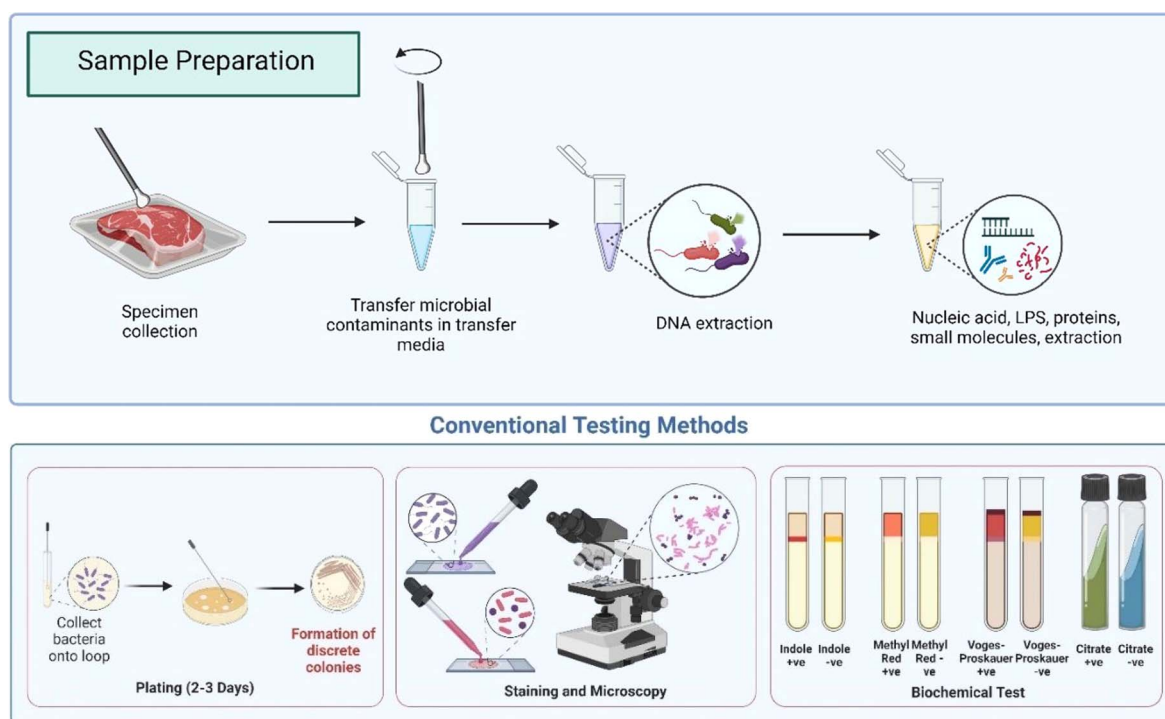 Sample Preparation
Specimen
collection
Transfer microbial
contaminants in transfer
media
DNA extraction
Nucleic acid, LPS, proteins,
small molecules, extraction
Conventional Testing Methods
Collect
bacteria
onto loop
Formation of
discrete
colonies
Plating (2-3 Days)
Staining and Microscopy
Indole
+ve
Indole
-ve
Methyl
Red
+ve
Methyl
Red -
ve
Voges-
Proskauer
+ve
Voges-
Proskauer
-ve
Citrate
+ve
Citrate
-ve
Biochemical Test